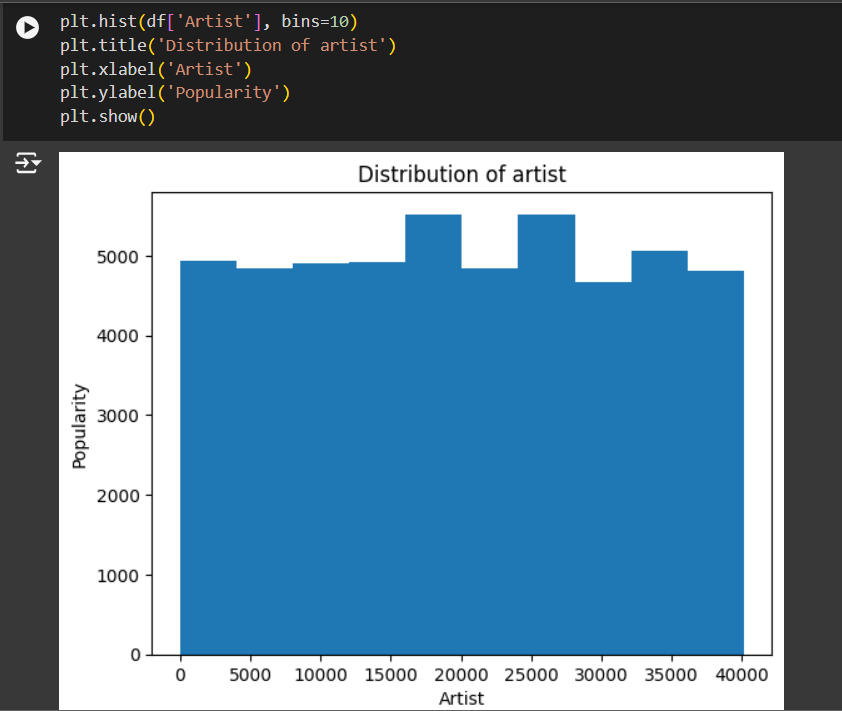 plt.hist(df['Artist'], bins=10)
plt.title('Distribution of artist')
plt.xlabel('Artist')
plt.ylabel('Popularity')
plt.show()
Distribution of artist
Popularity
5000
4000
3000
2000
1000
0
0 5000 10000 15000 20000 25000 30000 35000 40000
Artist